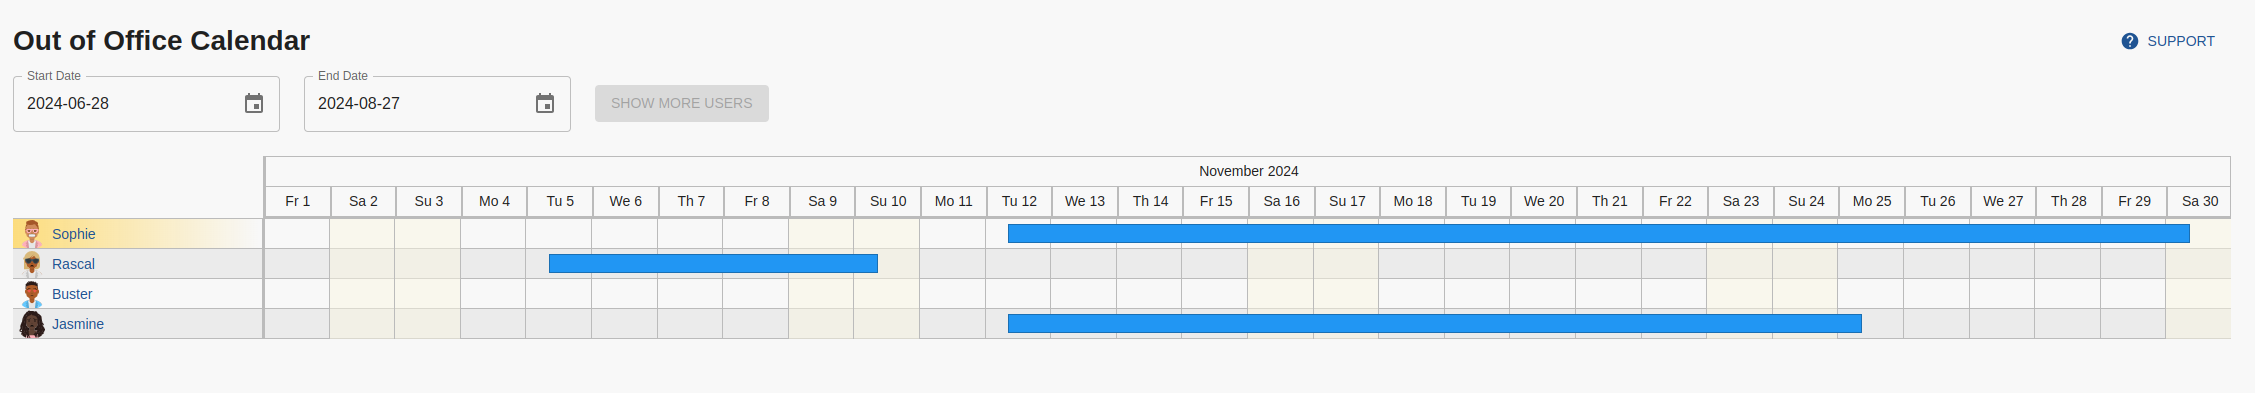 Out of Office Calendar
SUPPORT
Start Date
2024-06-28
End Date
2024-08-27
SHOW MORE USERS
November 2024
Fr 1 Sa 2 Su 3 Mo 4 Tu 5 We 6 Th 7 Fr 8 Sa 9 Su 10 Mo 11 Tu 12 We 13 Th 14 Fr 15 Sa 16 Su 17 Mo 18 Tu 19 We 20 Th 21 Fr 22 Sa 23 Su 24 Mo 25 Tu 26 We 27 Th 28 Fr 29 Sa 30
Sophie
Rascal
Buster
Jasmine